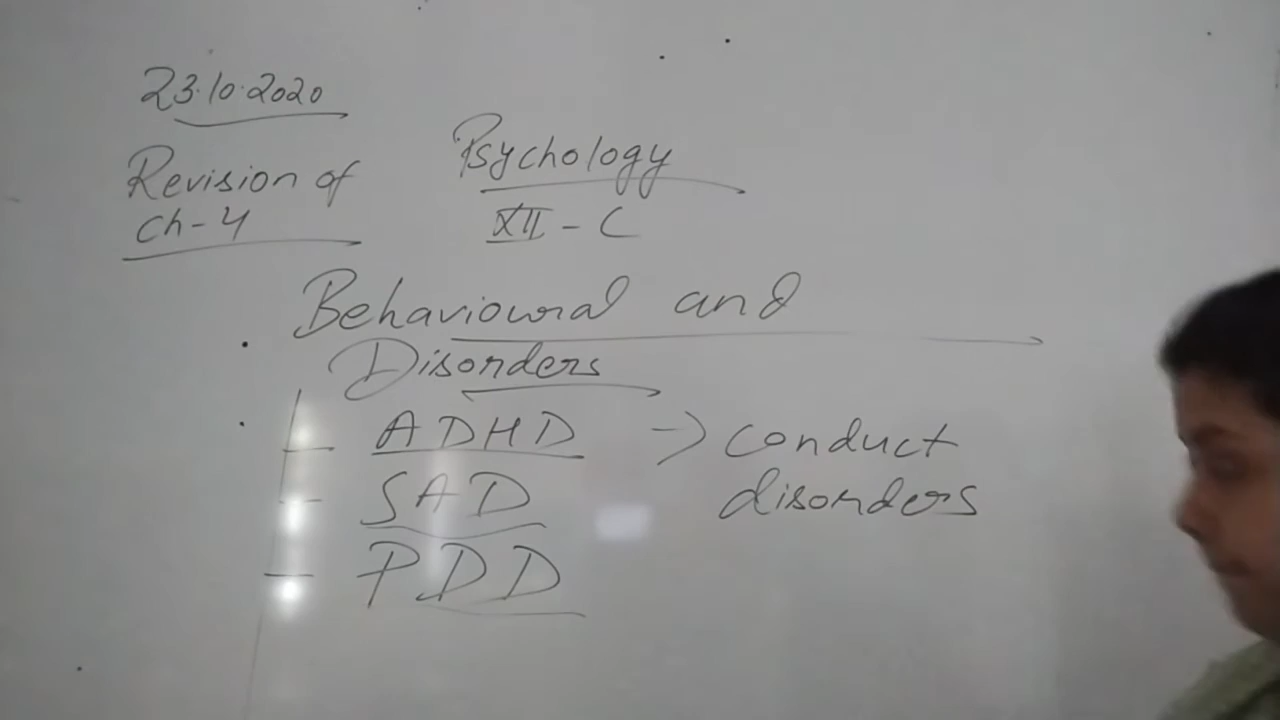 23.10.2020
Revision of
Ch-4
Psychology
XII - C
Behavioural and
Disorders
- ADHD → conduct
disorders
- SAD
- PDD